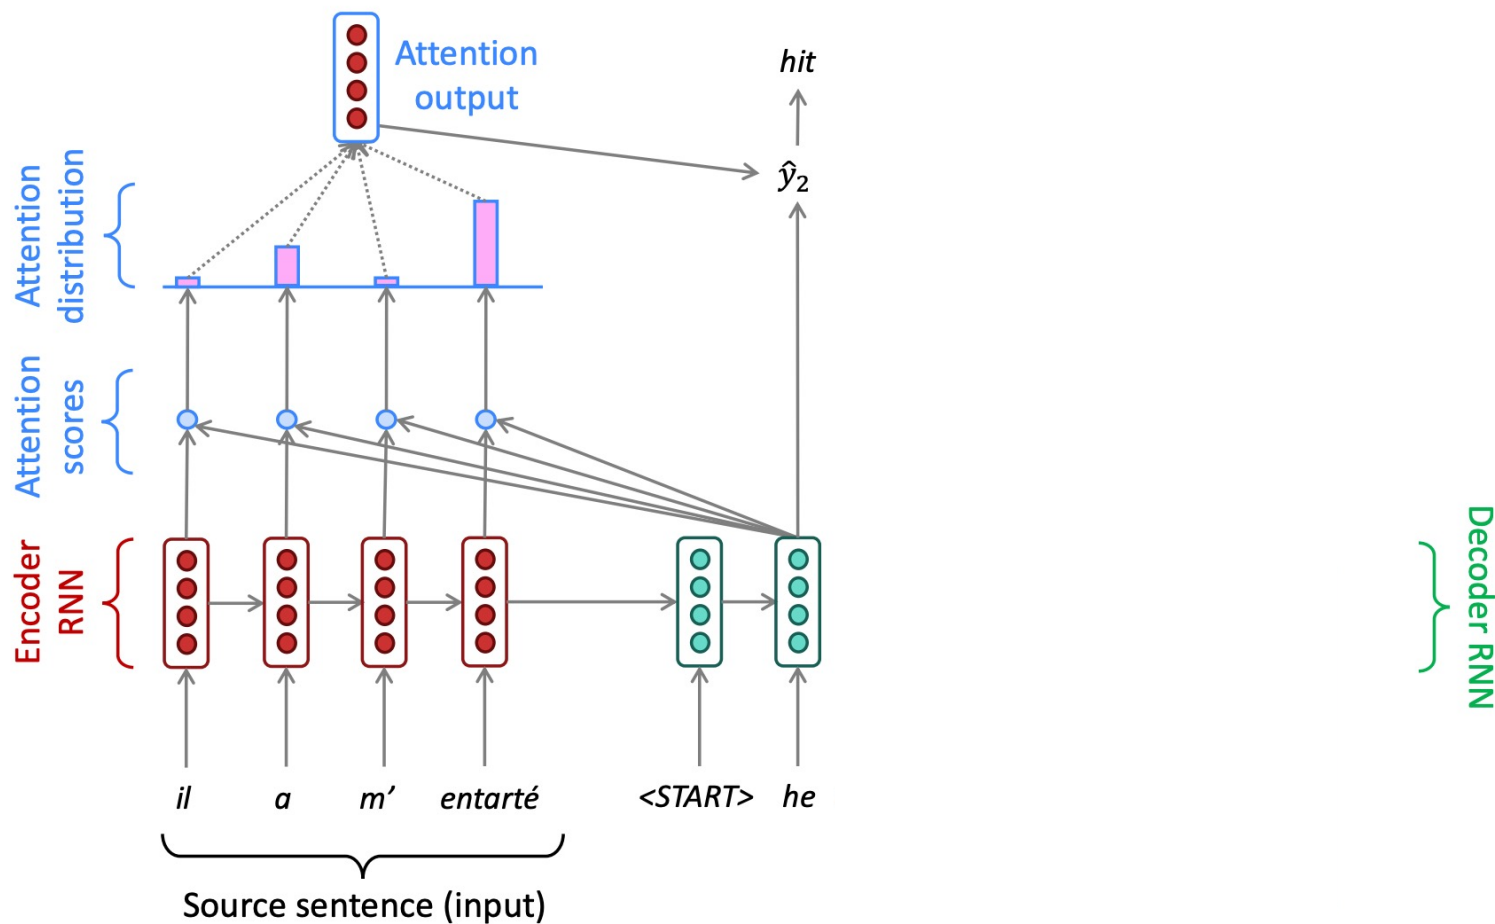 Attention
output
hit
ŷ₂
Attention
distribution
Attention
scores
Encoder
RNN
Decoder RNN
il a m’ entarté <START> he
Source sentence (input)